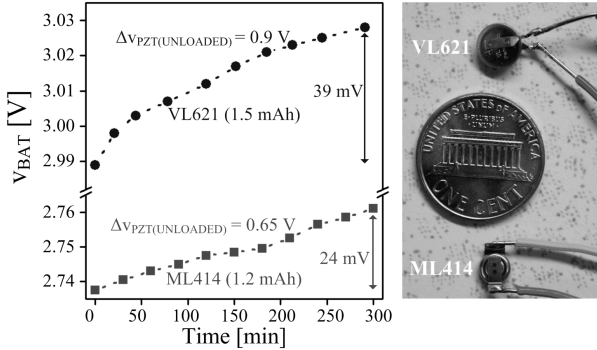 3.03
3.02
3.01
3.00
2.99
2.76
2.75
2.74
v_BAT [V]
Δv_PZT(UNLOADED) = 0.9 V
39 mV
VL621 (1.5 mAh)
Δv_PZT(UNLOADED) = 0.65 V
24 mV
ML414 (1.2 mAh)
0 50 100 150 200 250 300
Time [min]
VL621
UNITED STATES OF AMERICA
E·PLURIBUS
·UNUM·
ONE CENT
ML414